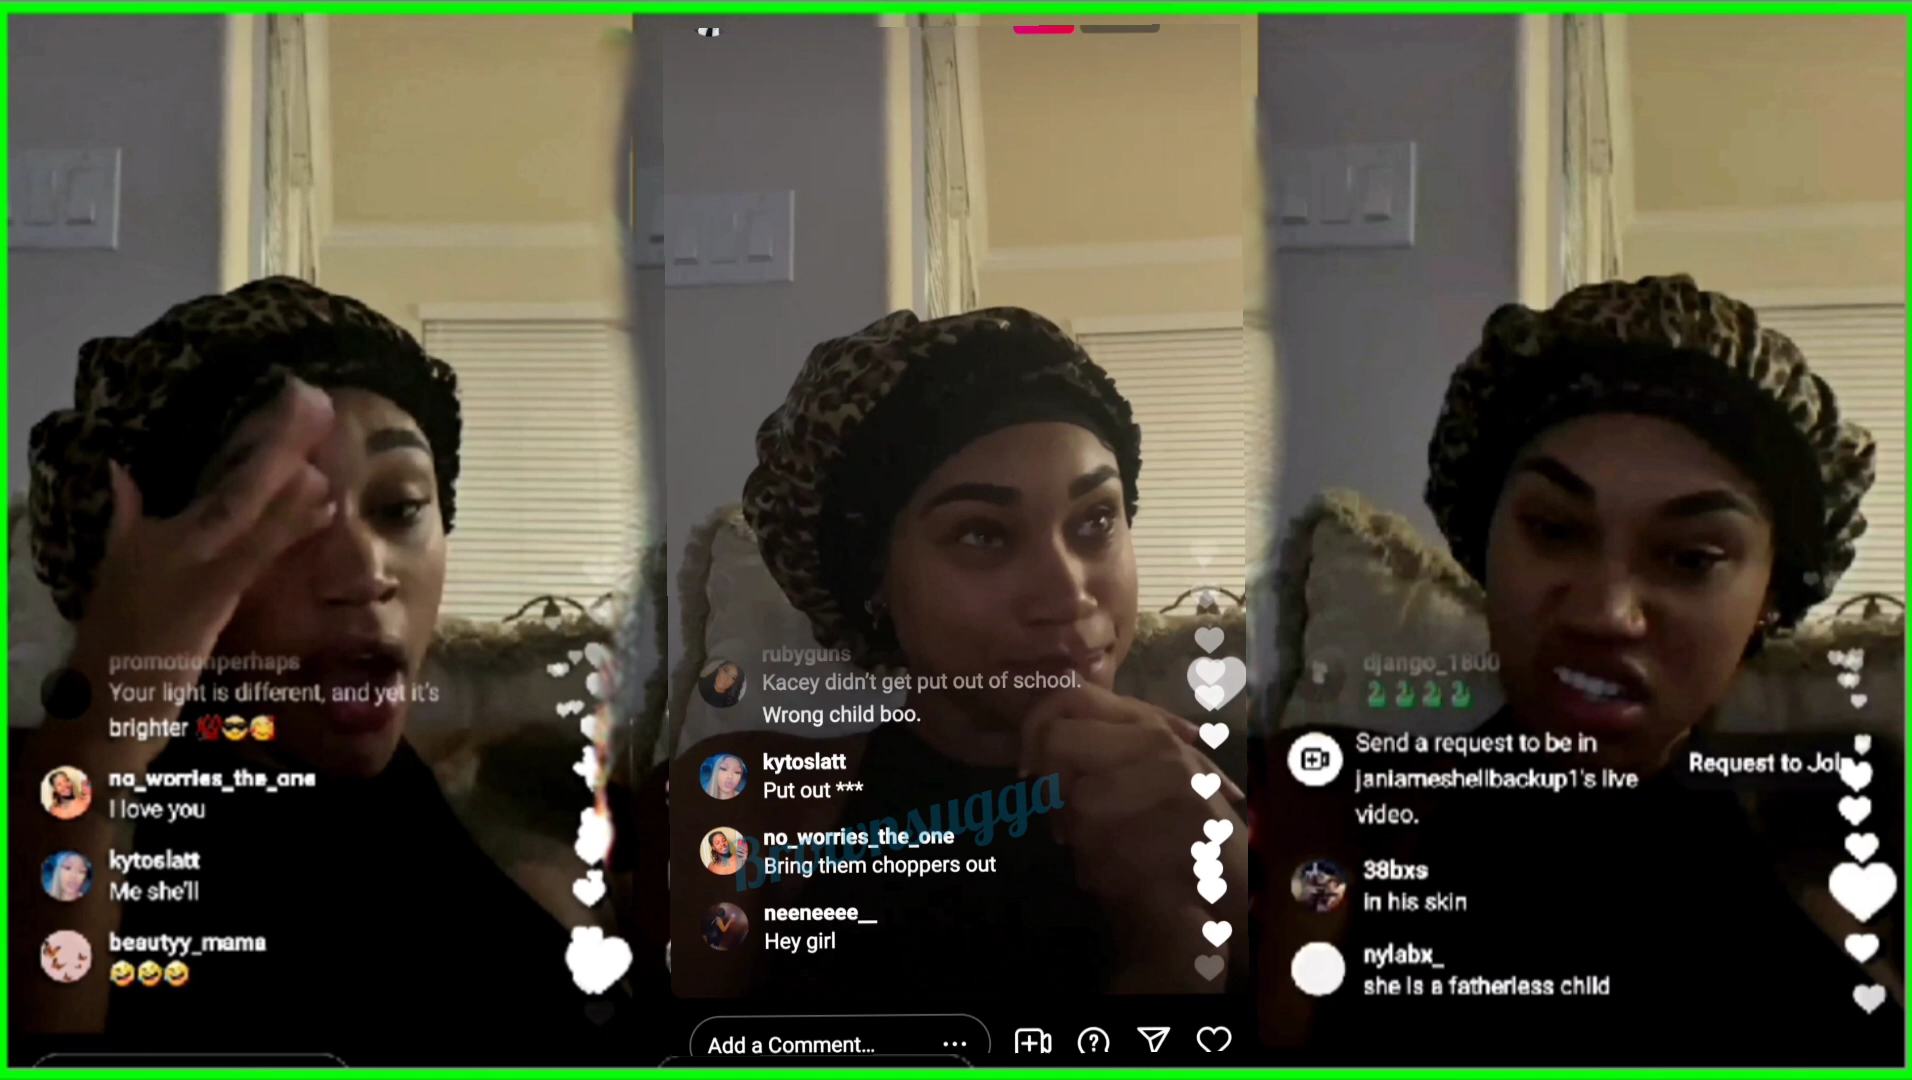 promotionperhaps
Your light is different, and yet it's
brighter 💯😎🥰
no_worries_the_one
I love you
kytoslatt
Me she'll
beautyy_mama
🤣🤣🤣
rubyguns
Kacey didn't get put out of school.
Wrong child boo.
kytoslatt
Put out ***
no_worries_the_one
Bring them choppers out
neeneeee__
Hey girl
Brownsugga
Add a Comment...
django_1800
🐍🐍🐍🐍
Send a request to be in
janiameshellbackup1's live
video.
Request to Join
38bxs
in his skin
nylabx_
she is a fatherless child